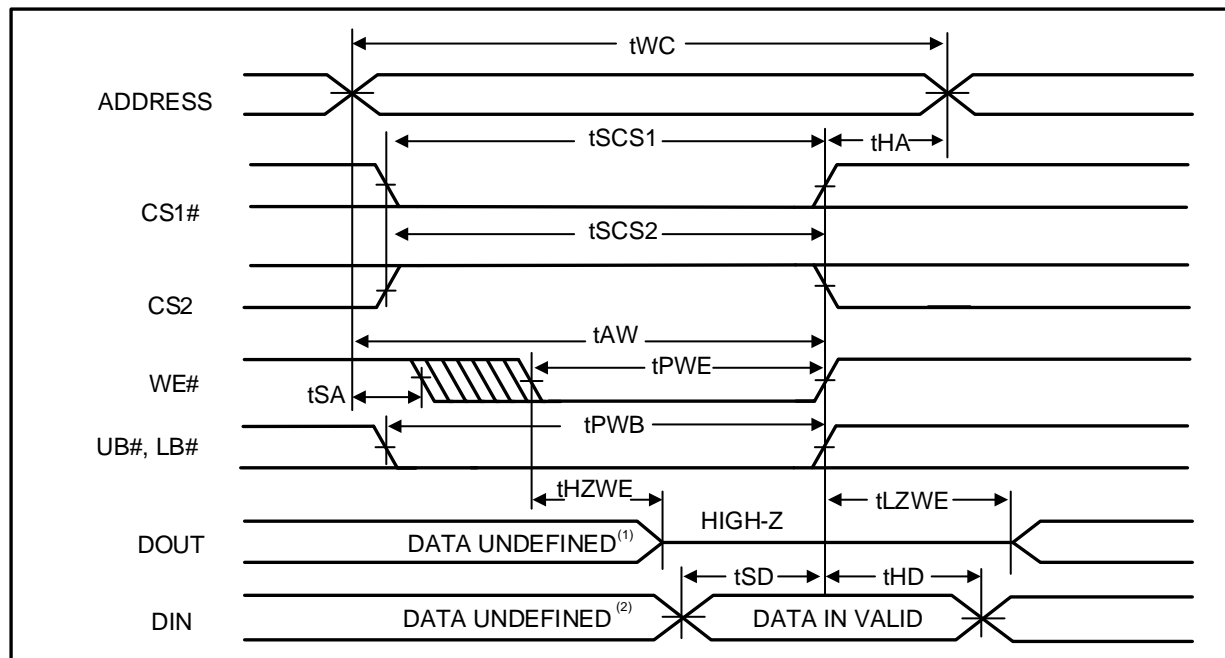 tWC
ADDRESS
tSCS1
tHA
CS1#
tSCS2
CS2
tAW
WE#
tPWE
tSA
tPWB
UB#, LB#
tHZWE
tLZWE
HIGH-Z
DOUT
DATA UNDEFINED(1)
tSD
tHD
DIN
DATA UNDEFINED (2)
DATA IN VALID